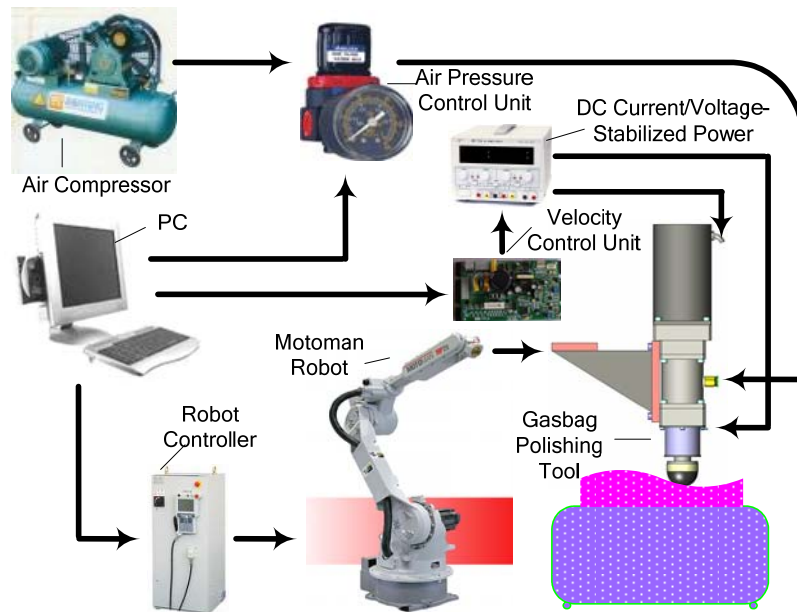 Air Pressure
Control Unit
DC Current/Voltage-
Stabilized Power
Air Compressor
PC
Velocity
Control Unit
Motoman
Robot
Robot
Controller
Gasbag
Polishing
Tool